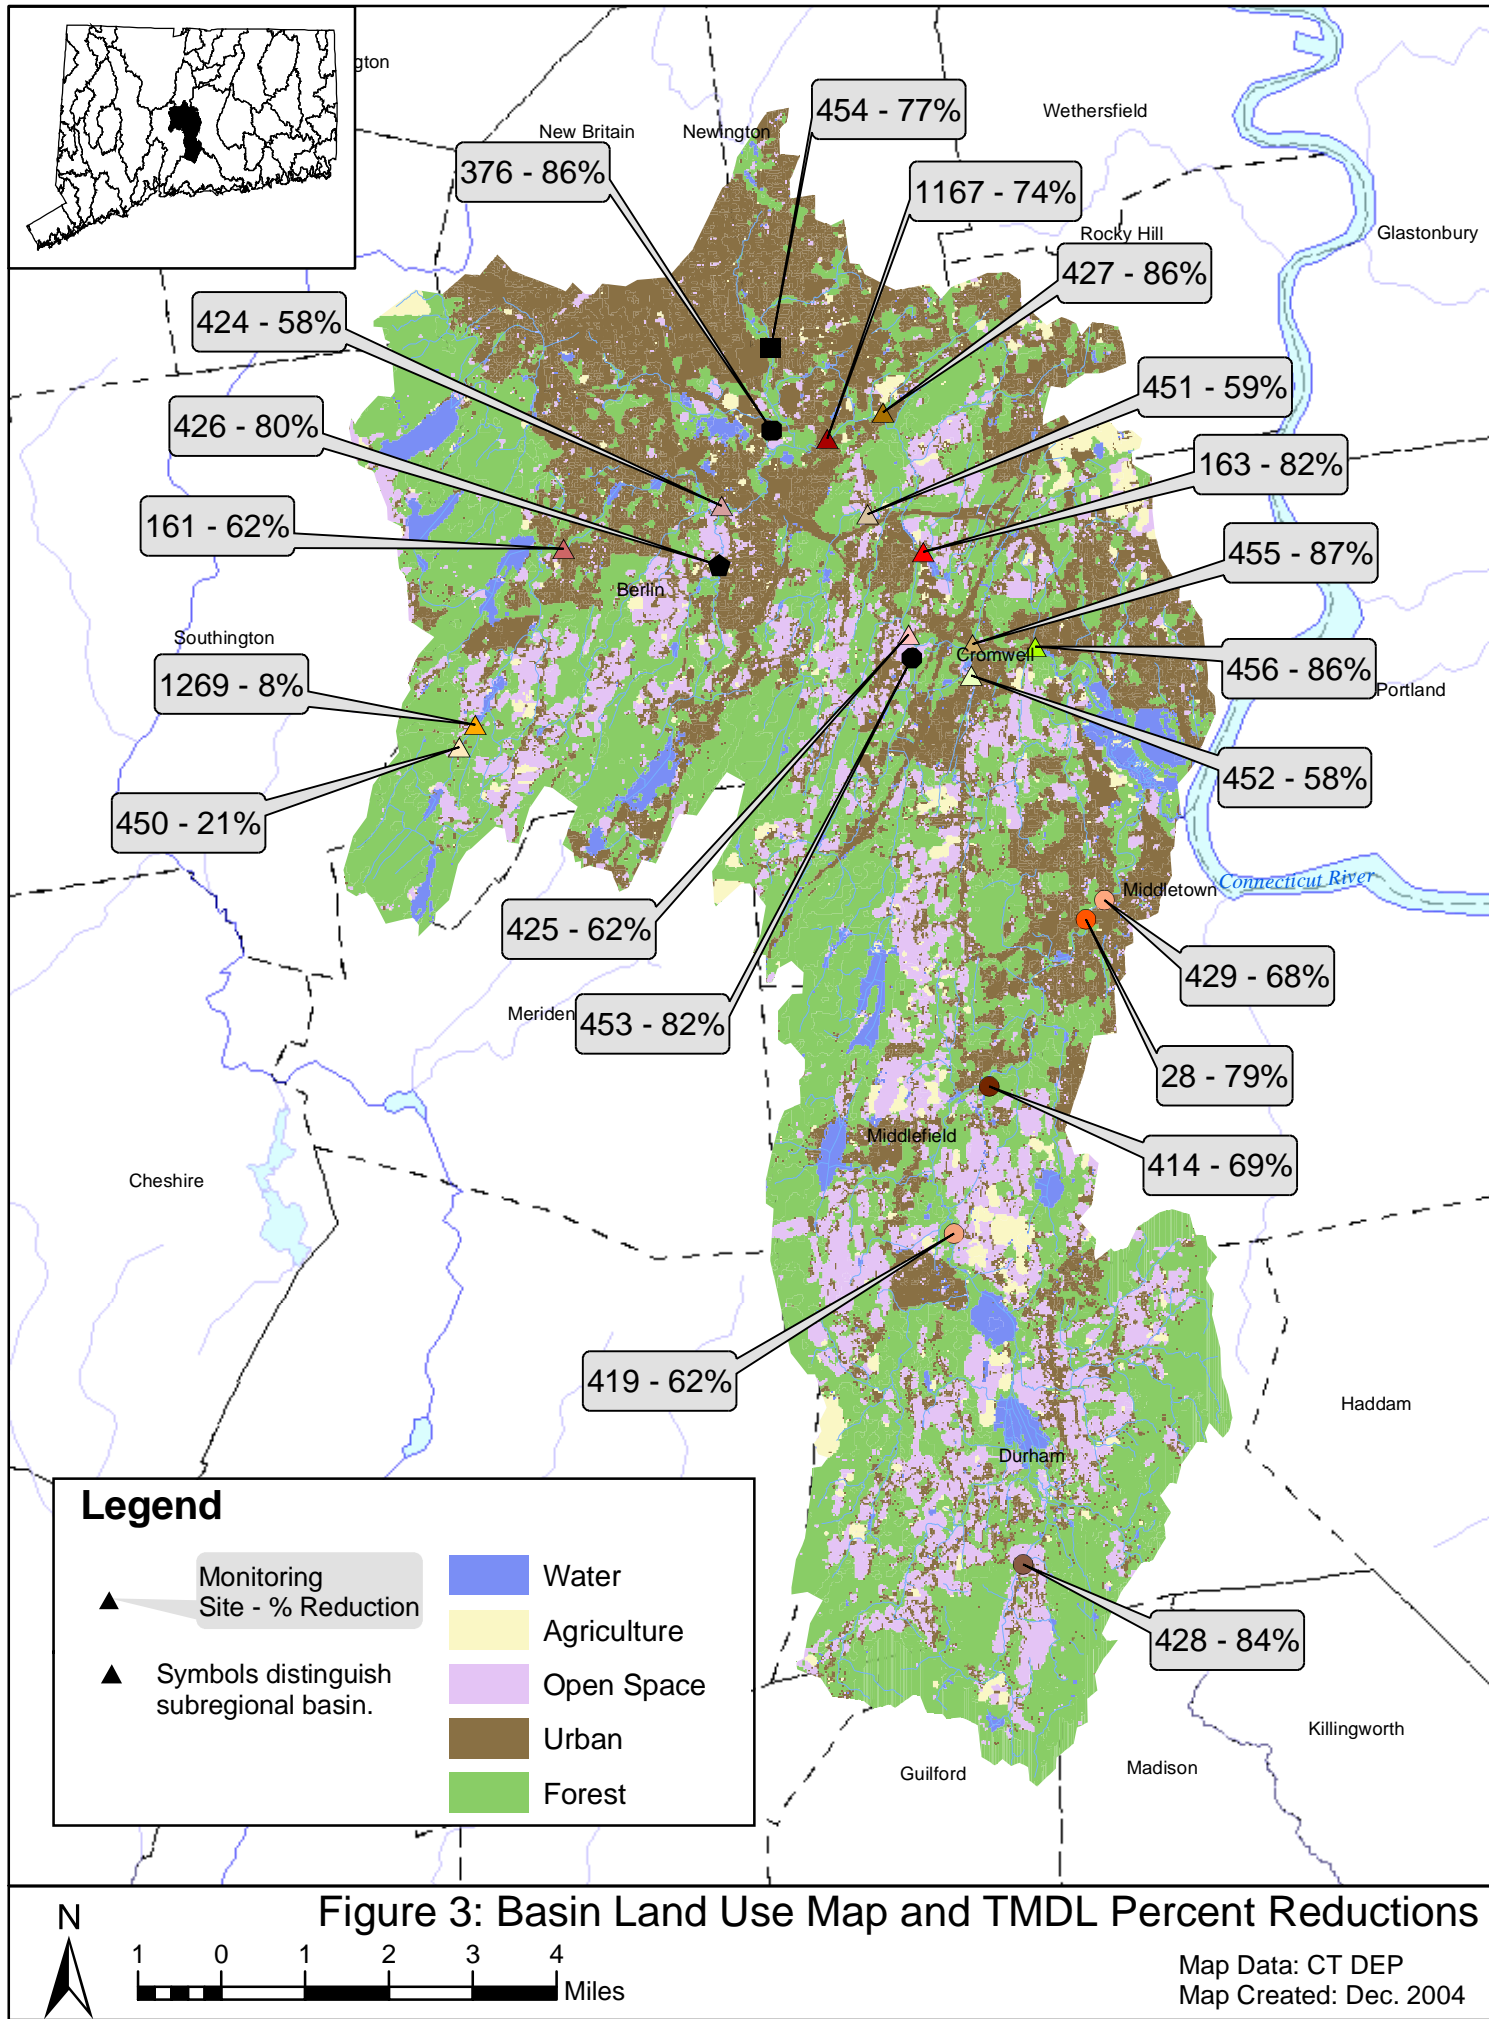 gton
New Britain
Newington
454 - 77%
Wethersfield
376 - 86%
1167 - 74%
Rocky Hill
Glastonbury
427 - 86%
424 - 58%
451 - 59%
426 - 80%
163 - 82%
161 - 62%
455 - 87%
Berlin
Southington
Cromwell
1269 - 8%
456 - 86%
Portland
452 - 58%
450 - 21%
Middletown
Connecticut River
425 - 62%
429 - 68%
Meriden
453 - 82%
28 - 79%
Middlefield
414 - 69%
Cheshire
419 - 62%
Haddam
Durham
Legend
Monitoring
Site - % Reduction
Symbols distinguish
subregional basin.
Water
Agriculture
Open Space
Urban
Forest
428 - 84%
Killingworth
Guilford
Madison
Figure 3: Basin Land Use Map and TMDL Percent Reductions
N
1 0 1 2 3 4
Miles
Map Data: CT DEP
Map Created: Dec. 2004